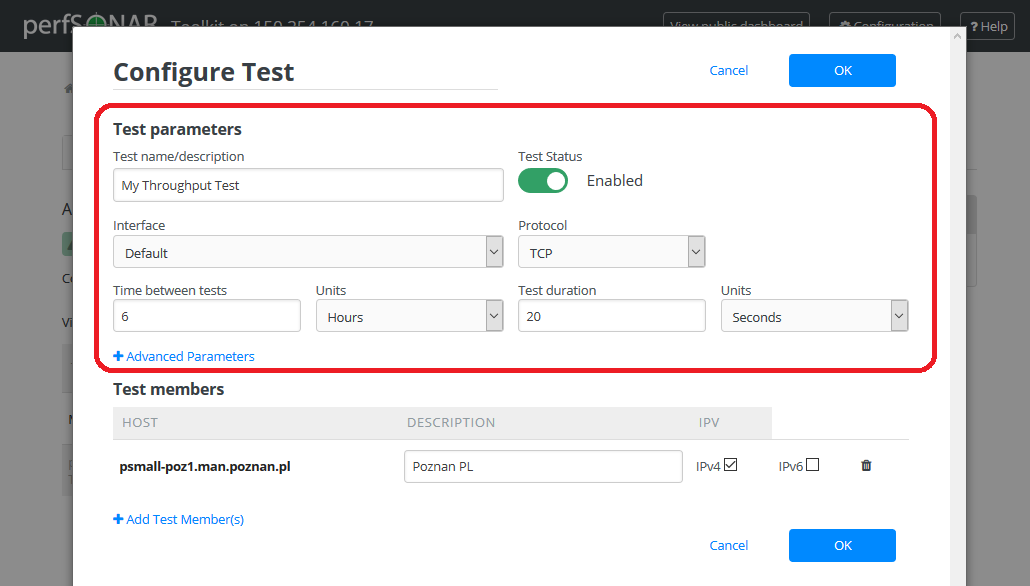 perfSONAR Toolkit on 150.254.160.17
View public dashboard Configuration ? Help
Configure Test
Cancel OK
Test parameters
Test name/description Test Status
My Throughput Test Enabled
Interface Protocol
Default TCP
Time between tests Units Test duration Units
6 Hours 20 Seconds
Advanced Parameters
Test members
HOST DESCRIPTION IPV
psmall-poz1.man.poznan.pl Poznan PL IPv4 IPv6
Add Test Member(s)
Cancel OK